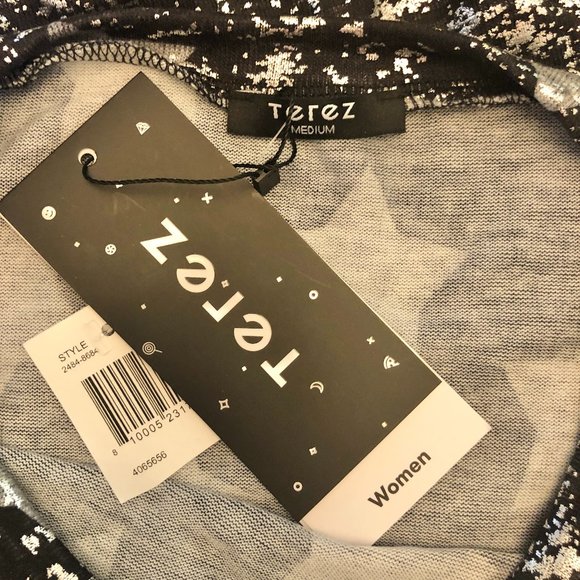 Terez
MEDIUM
Terez
Women
STYLE
2484-8684
8 10005 2317
4065656